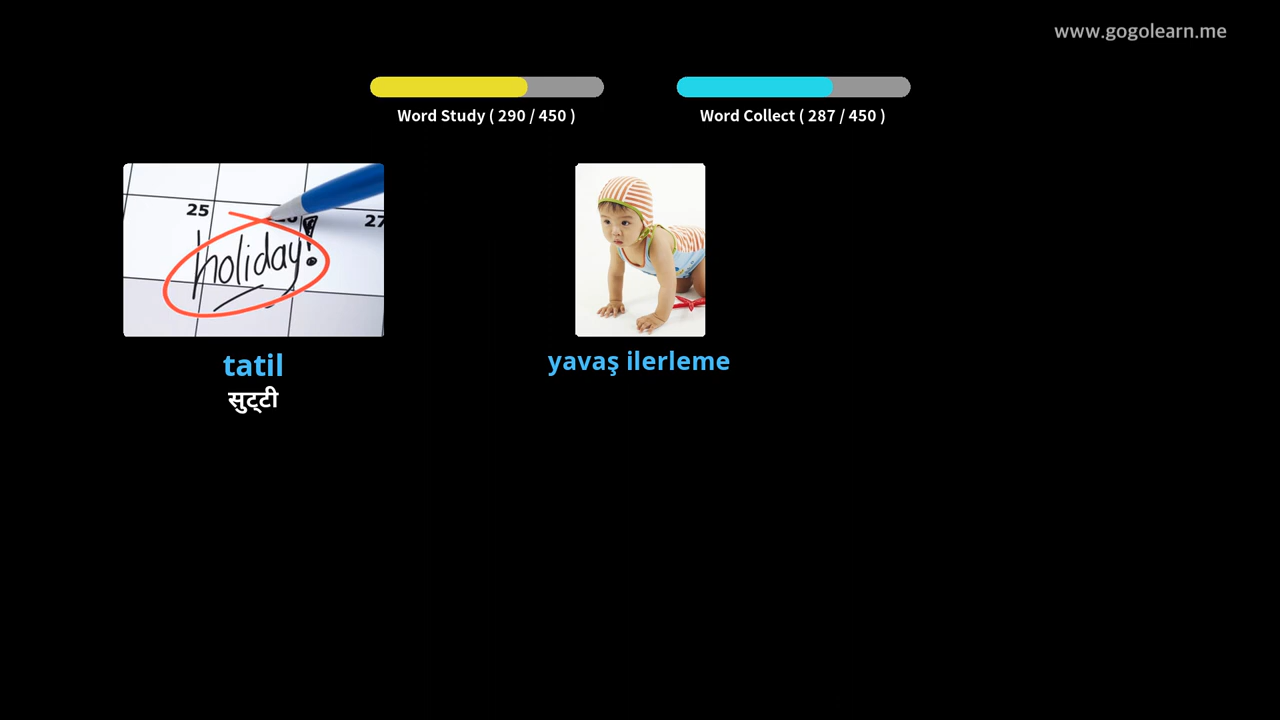 www.gogolearn.me
Word Study ( 290 / 450 )
Word Collect ( 287 / 450 )
25
27
holiday!
tatil
सुट्टी
yavaş ilerleme